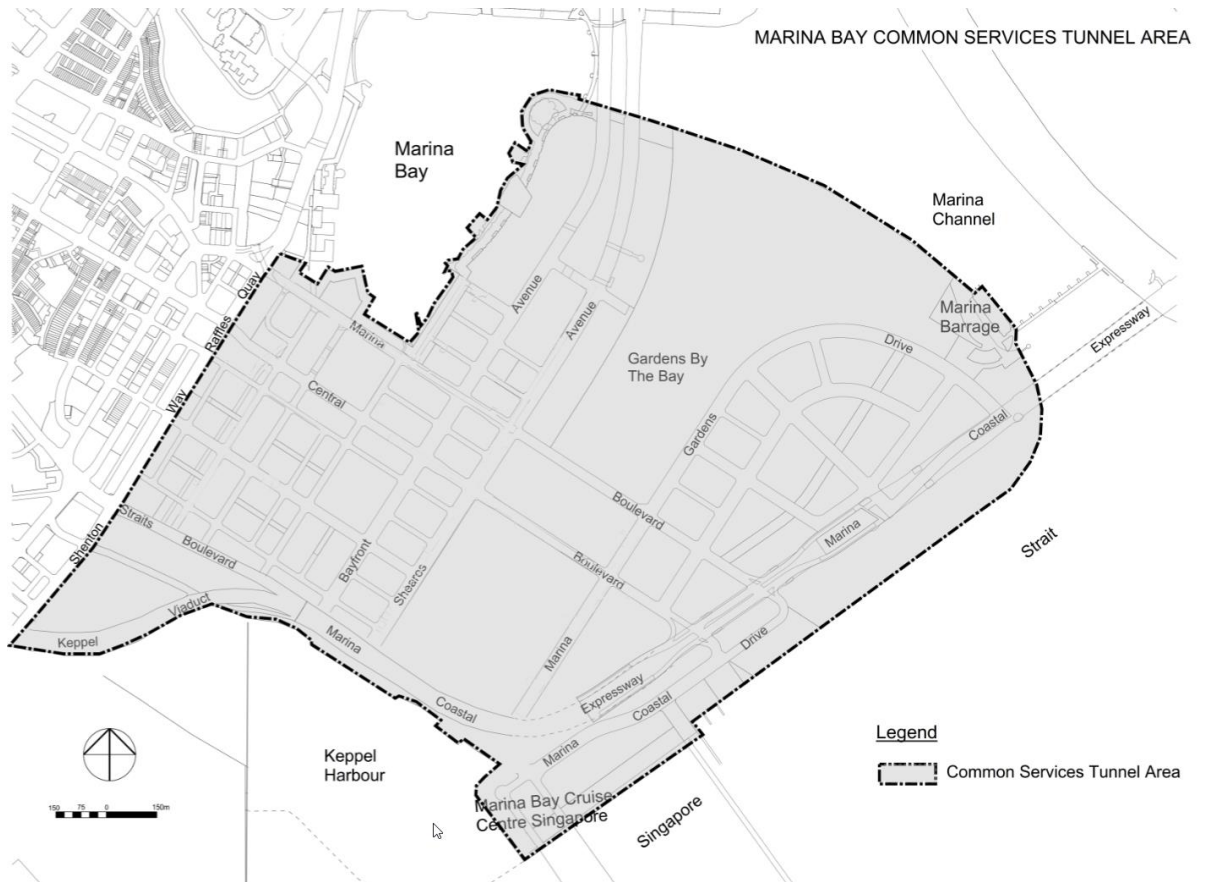 MARINA BAY COMMON SERVICES TUNNEL AREA
Marina
Bay
Marina
Channel
Raffles Quay
Avenue
Avenue
Marina
Barrage
Expressway
Marina
Drive
Gardens By
The Bay
Central
Way
Gardens
Coastal
Straits
Boulevard
Marina
Shenton
Boulevard
Bayfront
Boulevard
Sheares
Strait
Viaduct
Keppel
Marina
Marina
Drive
Expressway
Coastal
Coastal
Marina
Keppel
Harbour
Legend
Common Services Tunnel Area
Marina Bay Cruise
Centre Singapore
Singapore
150 75 0 150m